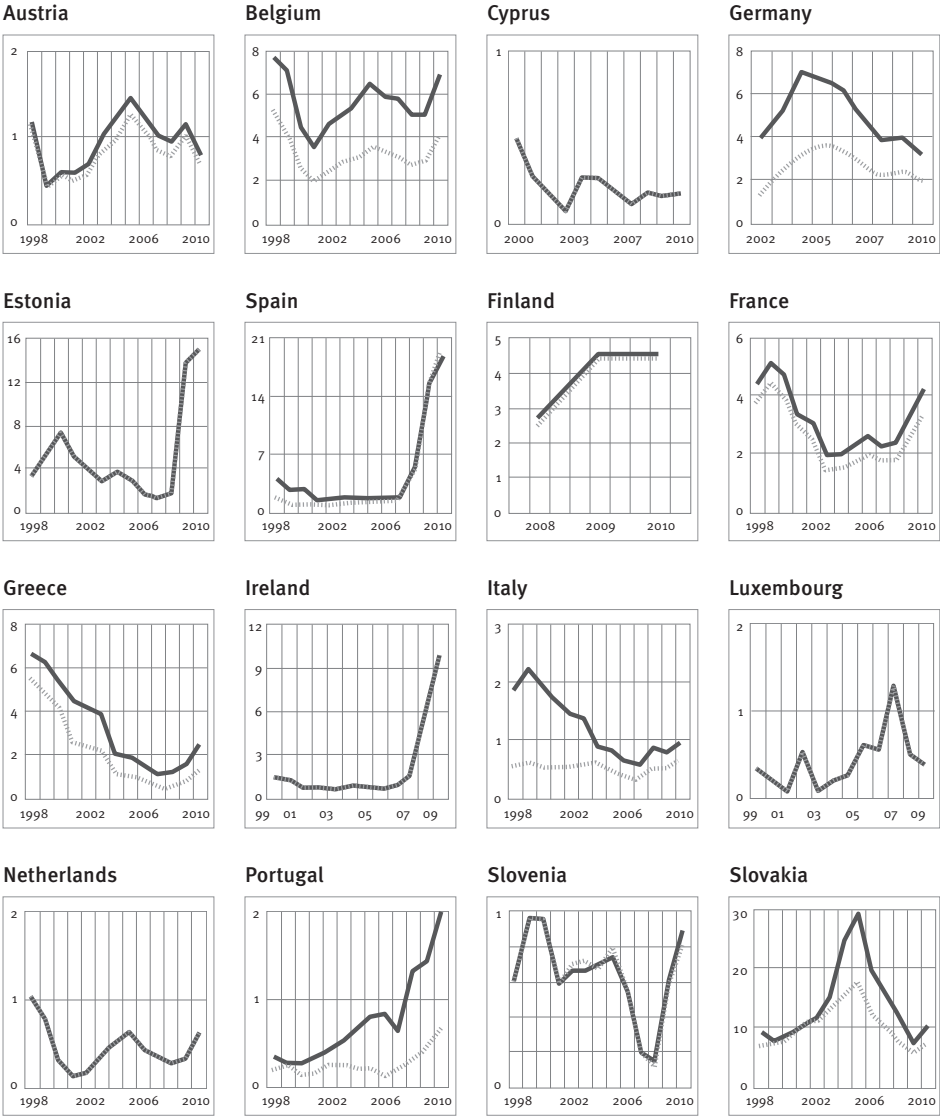 Austria
2
1
0
1998 2002 2006 2010
Belgium
8
6
4
2
0
1998 2002 2006 2010
Cyprus
1
0
2000 2003 2007 2010
Germany
8
6
4
2
0
2002 2005 2007 2010
Estonia
16
12
8
4
0
1998 2002 2006 2010
Spain
21
14
7
0
1998 2002 2006 2010
Finland
5
4
3
2
1
0
2008 2009 2010
France
6
4
2
0
1998 2002 2006 2010
Greece
8
6
4
2
0
1998 2002 2006 2010
Ireland
12
9
6
3
0
99 01 03 05 07 09
Italy
3
2
1
0
1998 2002 2006 2010
Luxembourg
2
1
0
99 01 03 05 07 09
Netherlands
2
1
0
1998 2002 2006 2010
Portugal
2
1
0
1998 2002 2006 2010
Slovenia
1
0
1998 2002 2006 2010
Slovakia
30
20
10
0
1998 2002 2006 2010